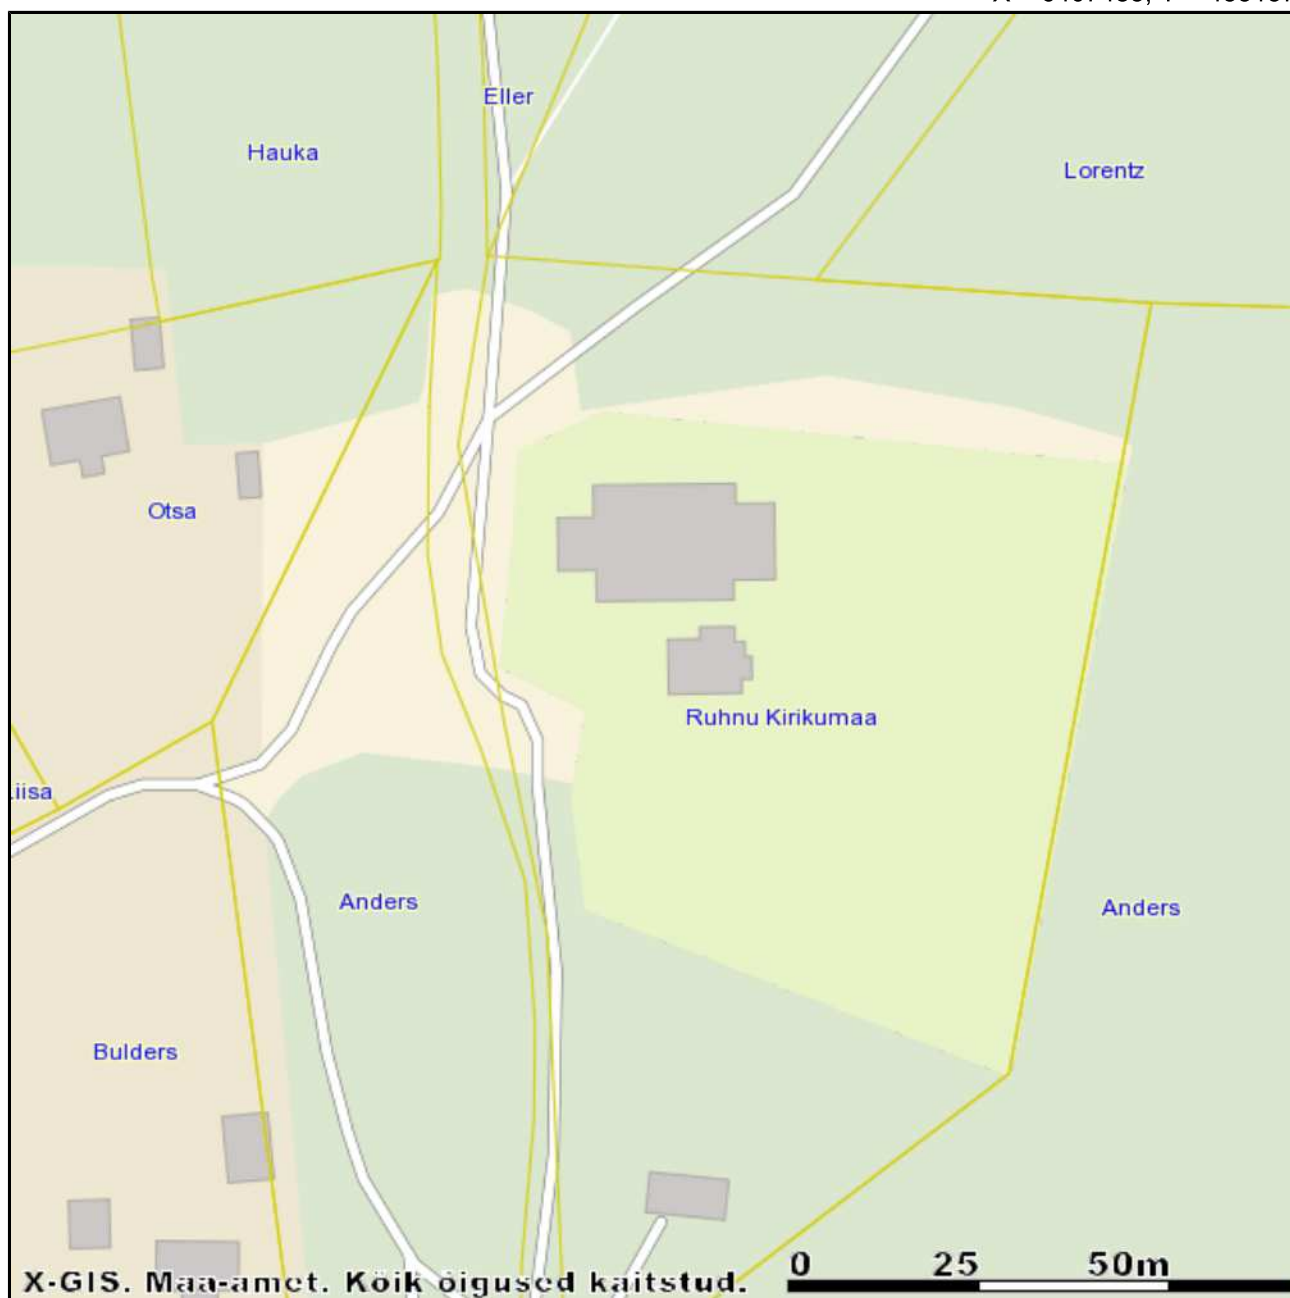 Eller
Hauka
Lorentz
Otsa
Ruhnu Kirikumaa
iisa
Anders
Anders
Bulders
0 25 50m
X-GIS. Maa-amet. Kõik õigused kaitstud.